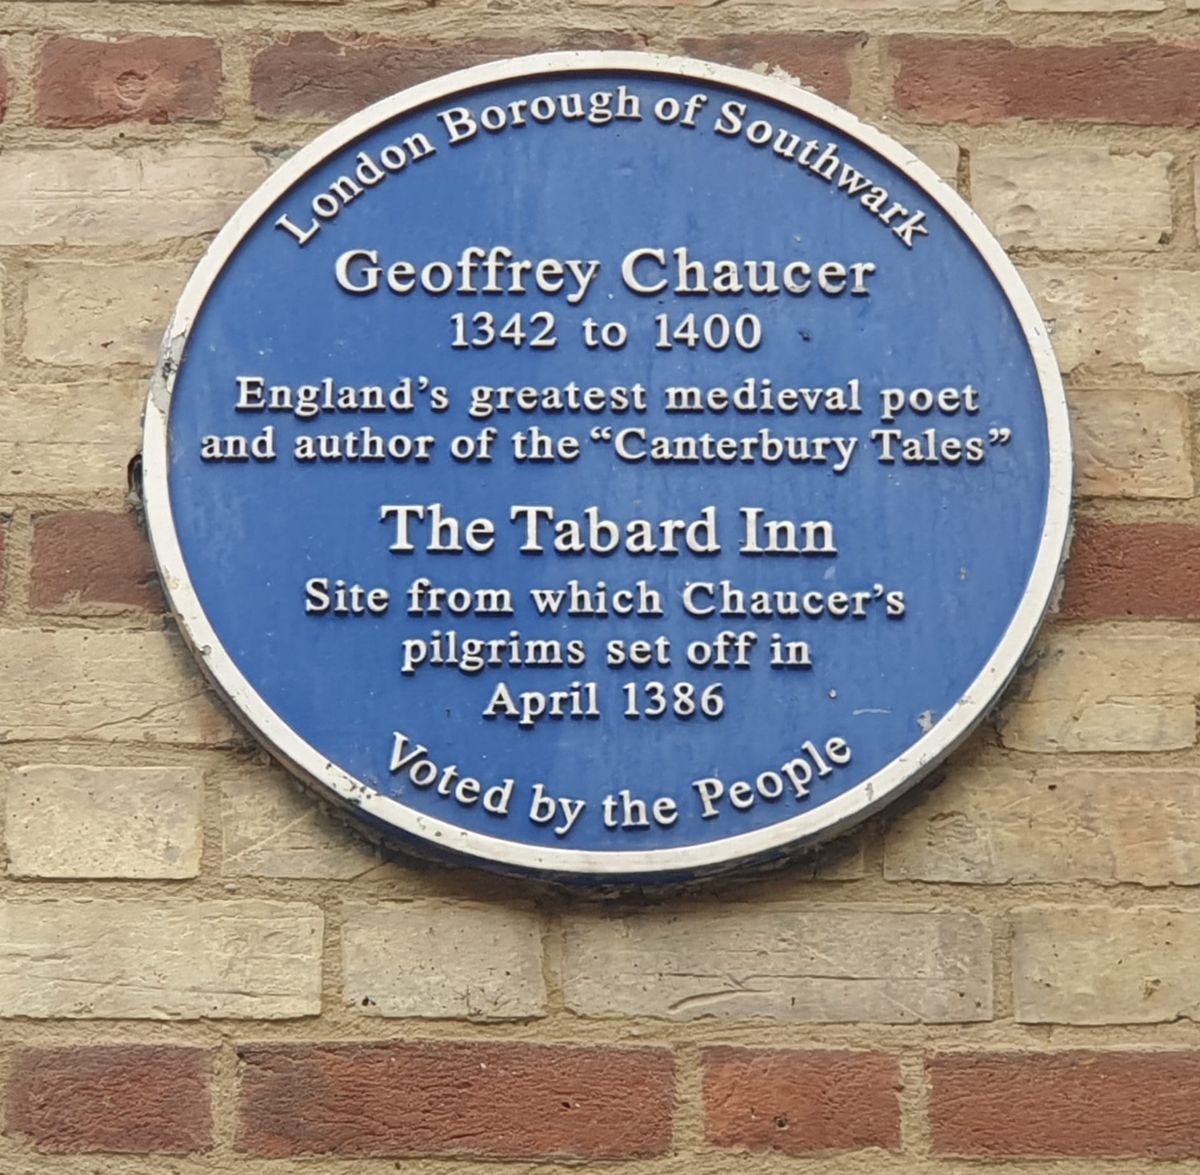 London Borough of Southwark
Geoffrey Chaucer
1342 to 1400
England's greatest medieval poet
and author of the “Canterbury Tales”
The Tabard Inn
Site from which Chaucer's
pilgrims set off in
April 1386
Voted by the People